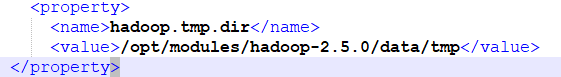 <property>
<name>hadoop.tmp.dir</name>
<value>/opt/modules/hadoop-2.5.0/data/tmp</value>
</property>